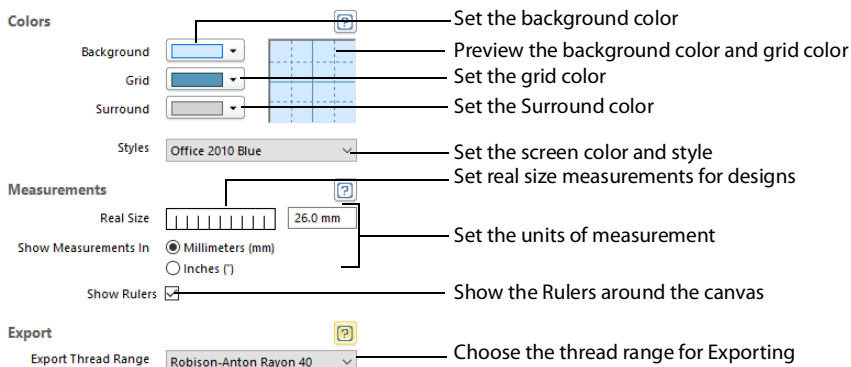 Colors
Set the background color
Background
Preview the background color and grid color
Grid
Set the grid color
Surround
Set the Surround color
Styles
Office 2010 Blue
Set the screen color and style
Measurements
Set real size measurements for designs
Real Size
26.0 mm
Show Measurements In
Millimeters (mm)
Set the units of measurement
Inches (")
Show Rulers
Show the Rulers around the canvas
Export
Export Thread Range
Robison-Anton Rayon 40
Choose the thread range for Exporting